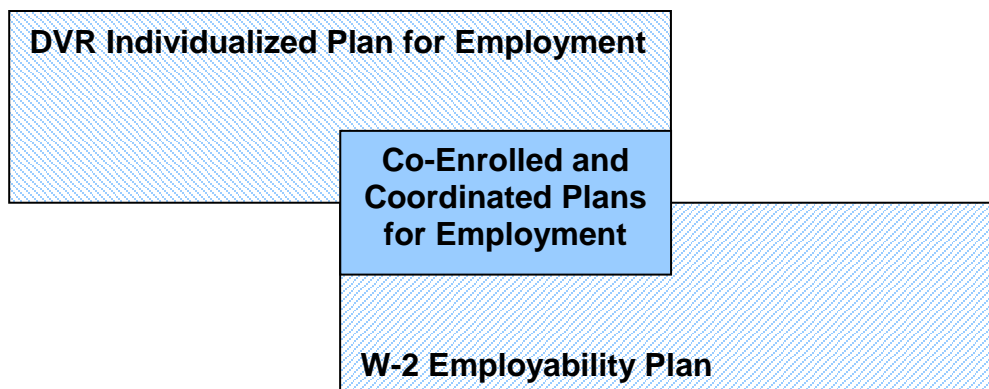 DVR Individualized Plan for Employment
Co-Enrolled and
Coordinated Plans
for Employment
W-2 Employability Plan